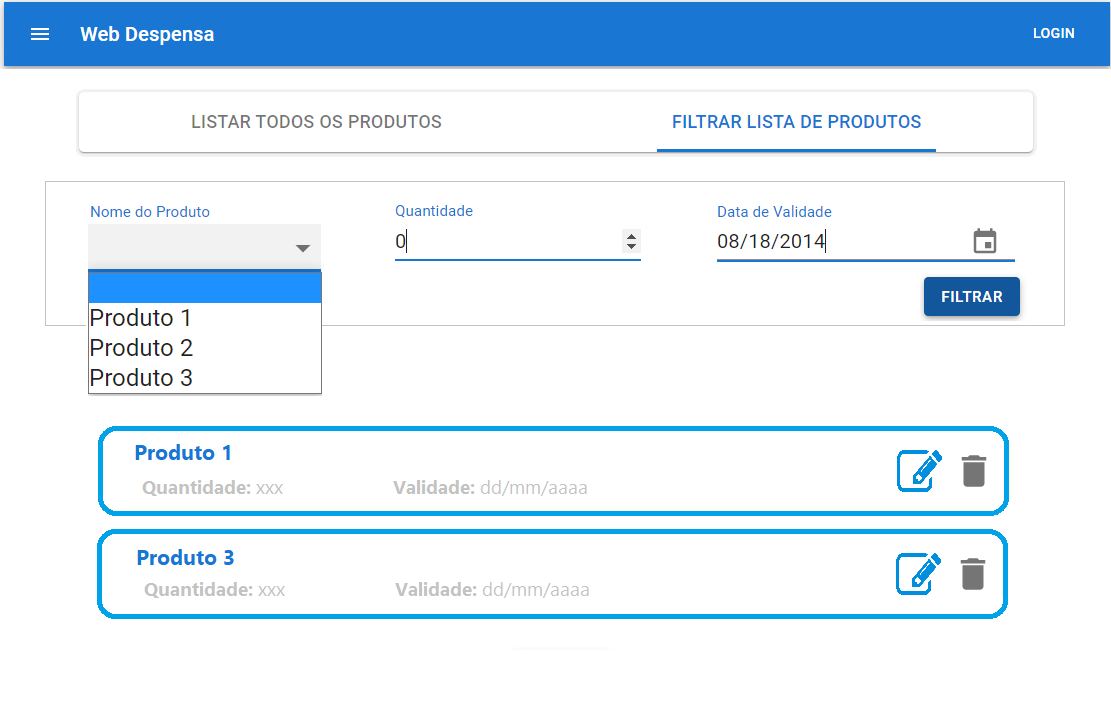 Web Despensa
LOGIN
LISTAR TODOS OS PRODUTOS
FILTRAR LISTA DE PRODUTOS
Nome do Produto
Quantidade
Data de Validade
0
08/18/2014
FILTRAR
Produto 1
Produto 2
Produto 3
Produto 1
Quantidade: xxx
Validade: dd/mm/aaaa
Produto 3
Quantidade: xxx
Validade: dd/mm/aaaa